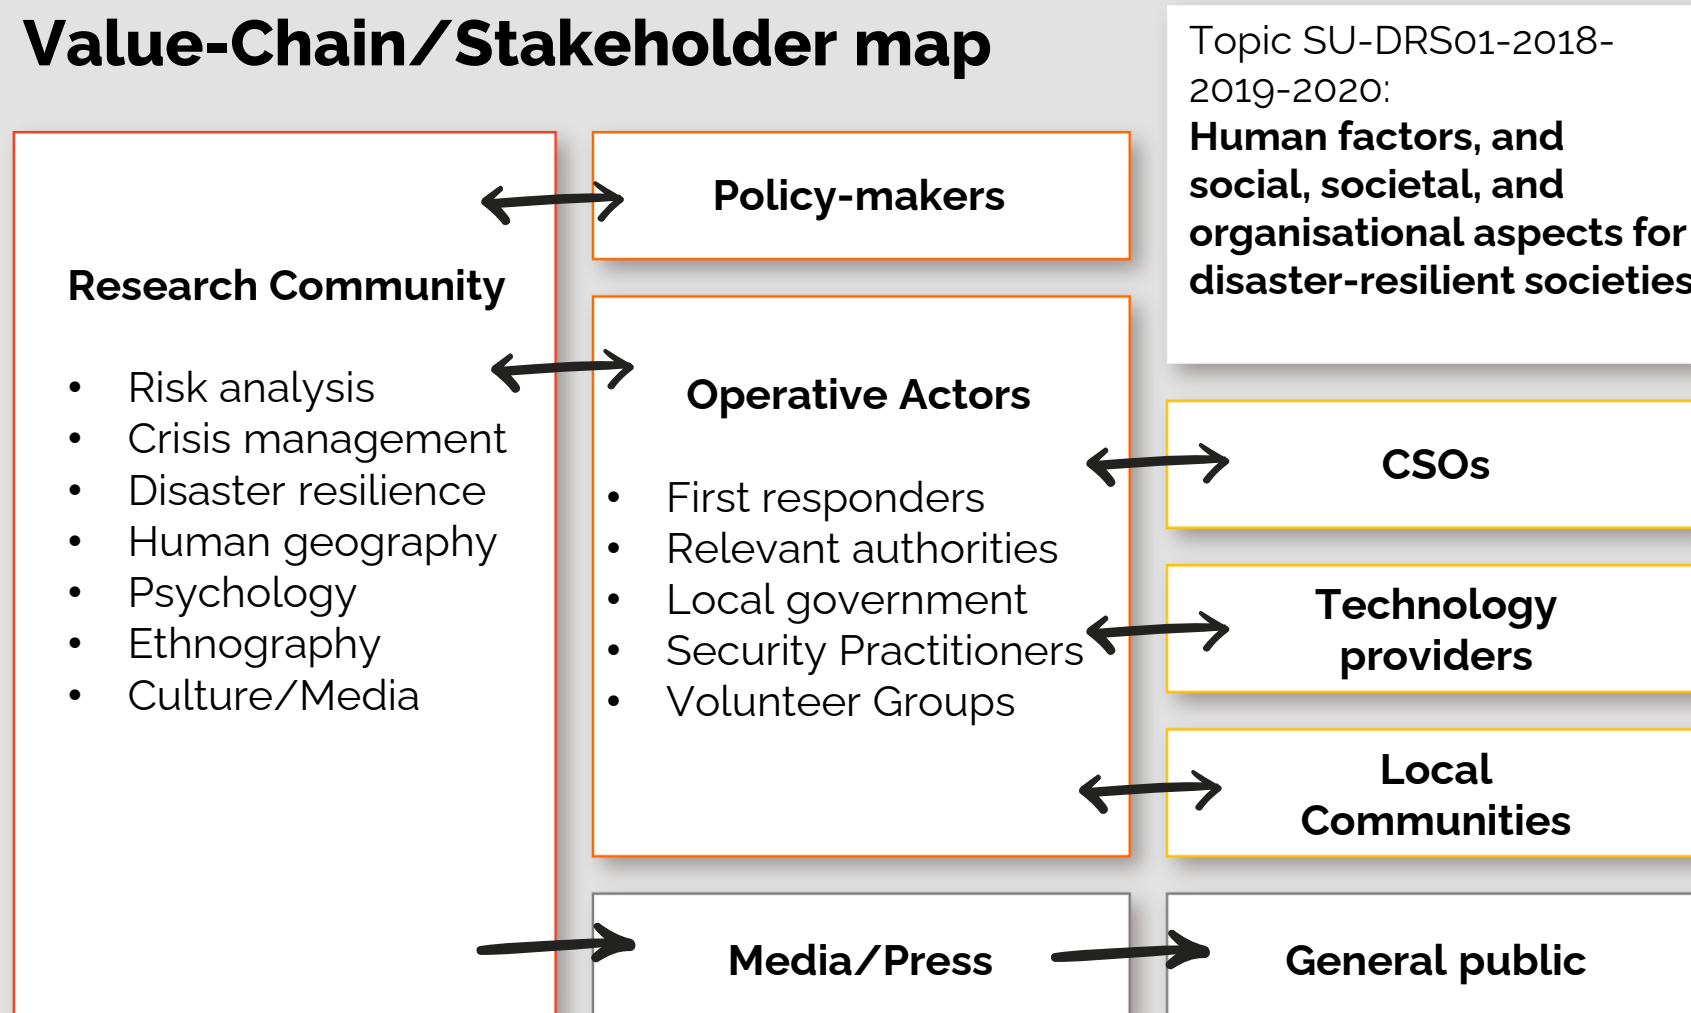 Value-Chain/Stakeholder map
Topic SU-DRS01-2018-
2019-2020:
Human factors, and
social, societal, and
organisational aspects for
disaster-resilient societies
Research Community
• Risk analysis
• Crisis management
• Disaster resilience
• Human geography
• Psychology
• Ethnography
• Culture/Media
Policy-makers
Operative Actors
• First responders
• Relevant authorities
• Local government
• Security Practitioners
• Volunteer Groups
CSOs
Technology
providers
Local
Communities
Media/Press
General public